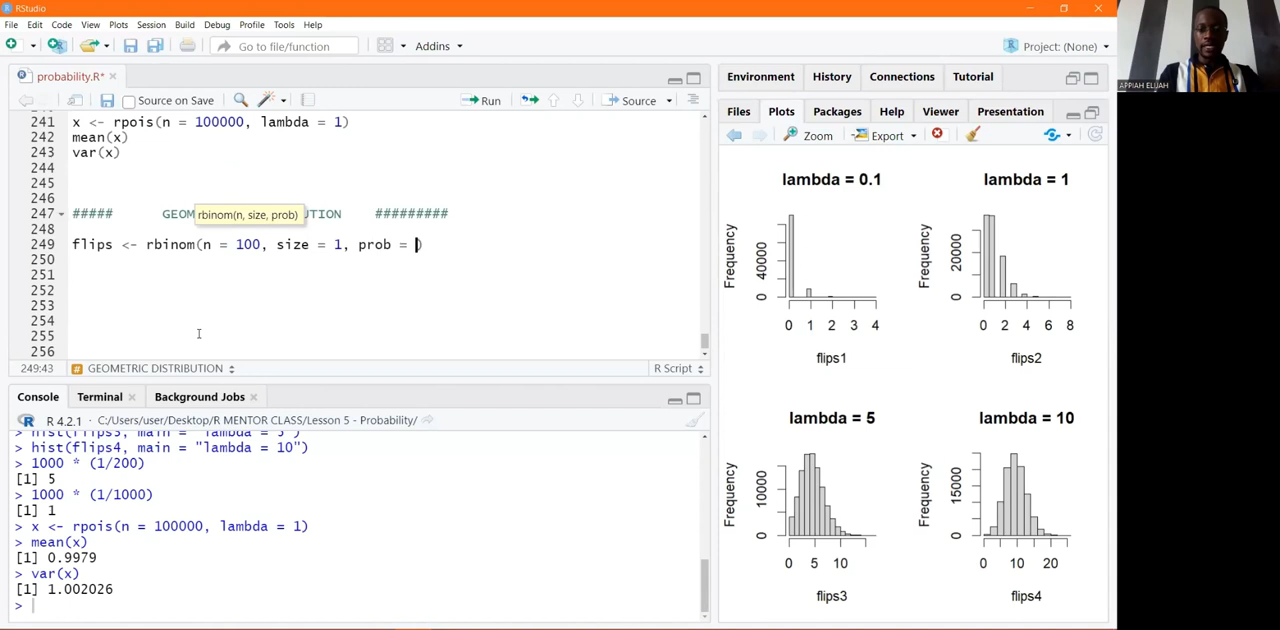 RStudio
File Edit Code View Plots Session Build Debug Profile Tools Help
Go to file/function Addins Project: (None)
probability.R*
Source on Save Run Source
241 x <- rpois(n = 100000, lambda = 1)
242 mean(x)
243 var(x)
244
245
246
247 ##### GEOM UTION #########
rbinom(n, size, prob)
248
249 flips <- rbinom(n = 100, size = 1, prob = )
250
251
252
253
254
255
256
249:43 # GEOMETRIC DISTRIBUTION R Script
Console Terminal Background Jobs
R 4.2.1 · C:/Users/user/Desktop/R MENTOR CLASS/Lesson 5 - Probability/
> hist(flips3, main = "lambda = 5")
> hist(flips4, main = "lambda = 10")
> 1000 * (1/200)
[1] 5
> 1000 * (1/1000)
[1] 1
> x <- rpois(n = 100000, lambda = 1)
> mean(x)
[1] 0.9979
> var(x)
[1] 1.002026
>
Environment History Connections Tutorial
Files Plots Packages Help Viewer Presentation
Zoom Export
lambda = 0.1
Frequency
0 40000
0 1 2 3 4
flips1
lambda = 1
Frequency
0 20000
0 2 4 6 8
flips2
lambda = 5
Frequency
0 10000
0 5 10
flips3
lambda = 10
Frequency
0 15000
0 10 20
flips4
APPIAH ELIJAH